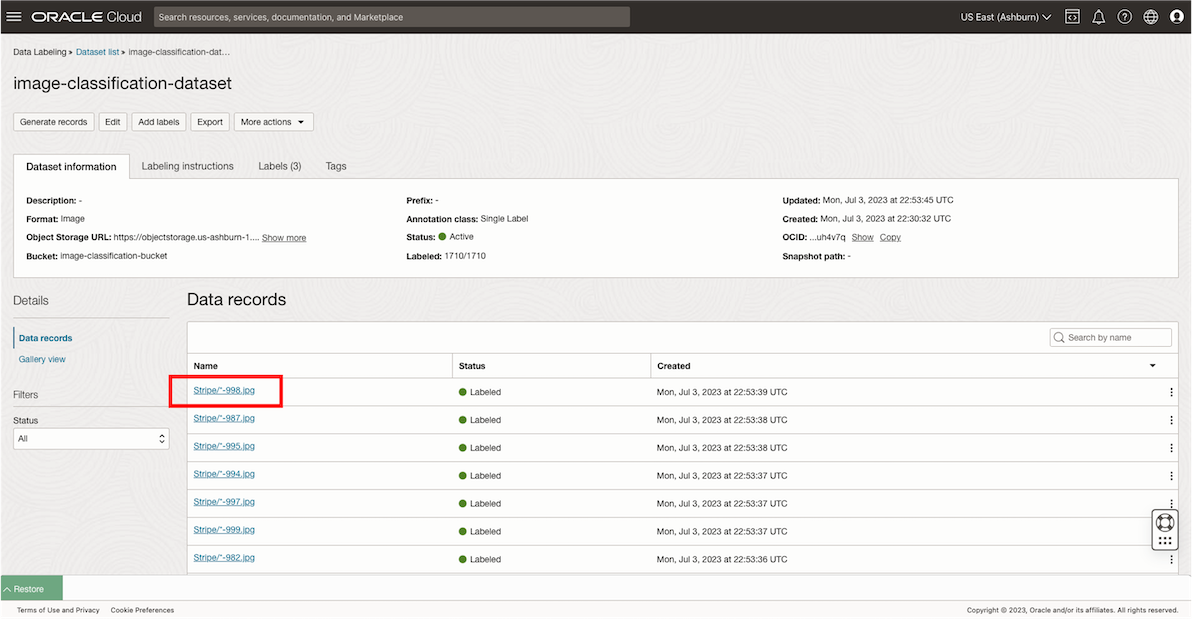 ORACLE Cloud Search resources, services, documentation, and Marketplace US East (Ashburn)
Data Labeling » Dataset list » image-classification-dat...
image-classification-dataset
Generate records Edit Add labels Export More actions
Dataset information Labeling instructions Labels (3) Tags
Description: - Prefix: - Updated: Mon, Jul 3, 2023 at 22:53:45 UTC
Format: Image Annotation class: Single Label Created: Mon, Jul 3, 2023 at 22:30:32 UTC
Object Storage URL: https://objectstorage.us-ashburn-1.... Show more Status: Active OCID: ...uh4v7q Show Copy
Bucket: image-classification-bucket Labeled: 1710/1710 Snapshot path: -
Details Data records
Data records Search by name
Gallery view
Name Status Created
Filters Stripe/"-998.jpg Labeled Mon, Jul 3, 2023 at 22:53:39 UTC
Status Stripe/"-987.jpg Labeled Mon, Jul 3, 2023 at 22:53:38 UTC
All Stripe/"-995.jpg Labeled Mon, Jul 3, 2023 at 22:53:38 UTC
Stripe/"-994.jpg Labeled Mon, Jul 3, 2023 at 22:53:37 UTC
Stripe/"-997.jpg Labeled Mon, Jul 3, 2023 at 22:53:37 UTC
Stripe/"-999.jpg Labeled Mon, Jul 3, 2023 at 22:53:37 UTC
Stripe/"-982.jpg Labeled Mon, Jul 3, 2023 at 22:53:36 UTC
Restore
Terms of Use and Privacy Cookie Preferences Copyright © 2023, Oracle and/or its affiliates. All rights reserved.